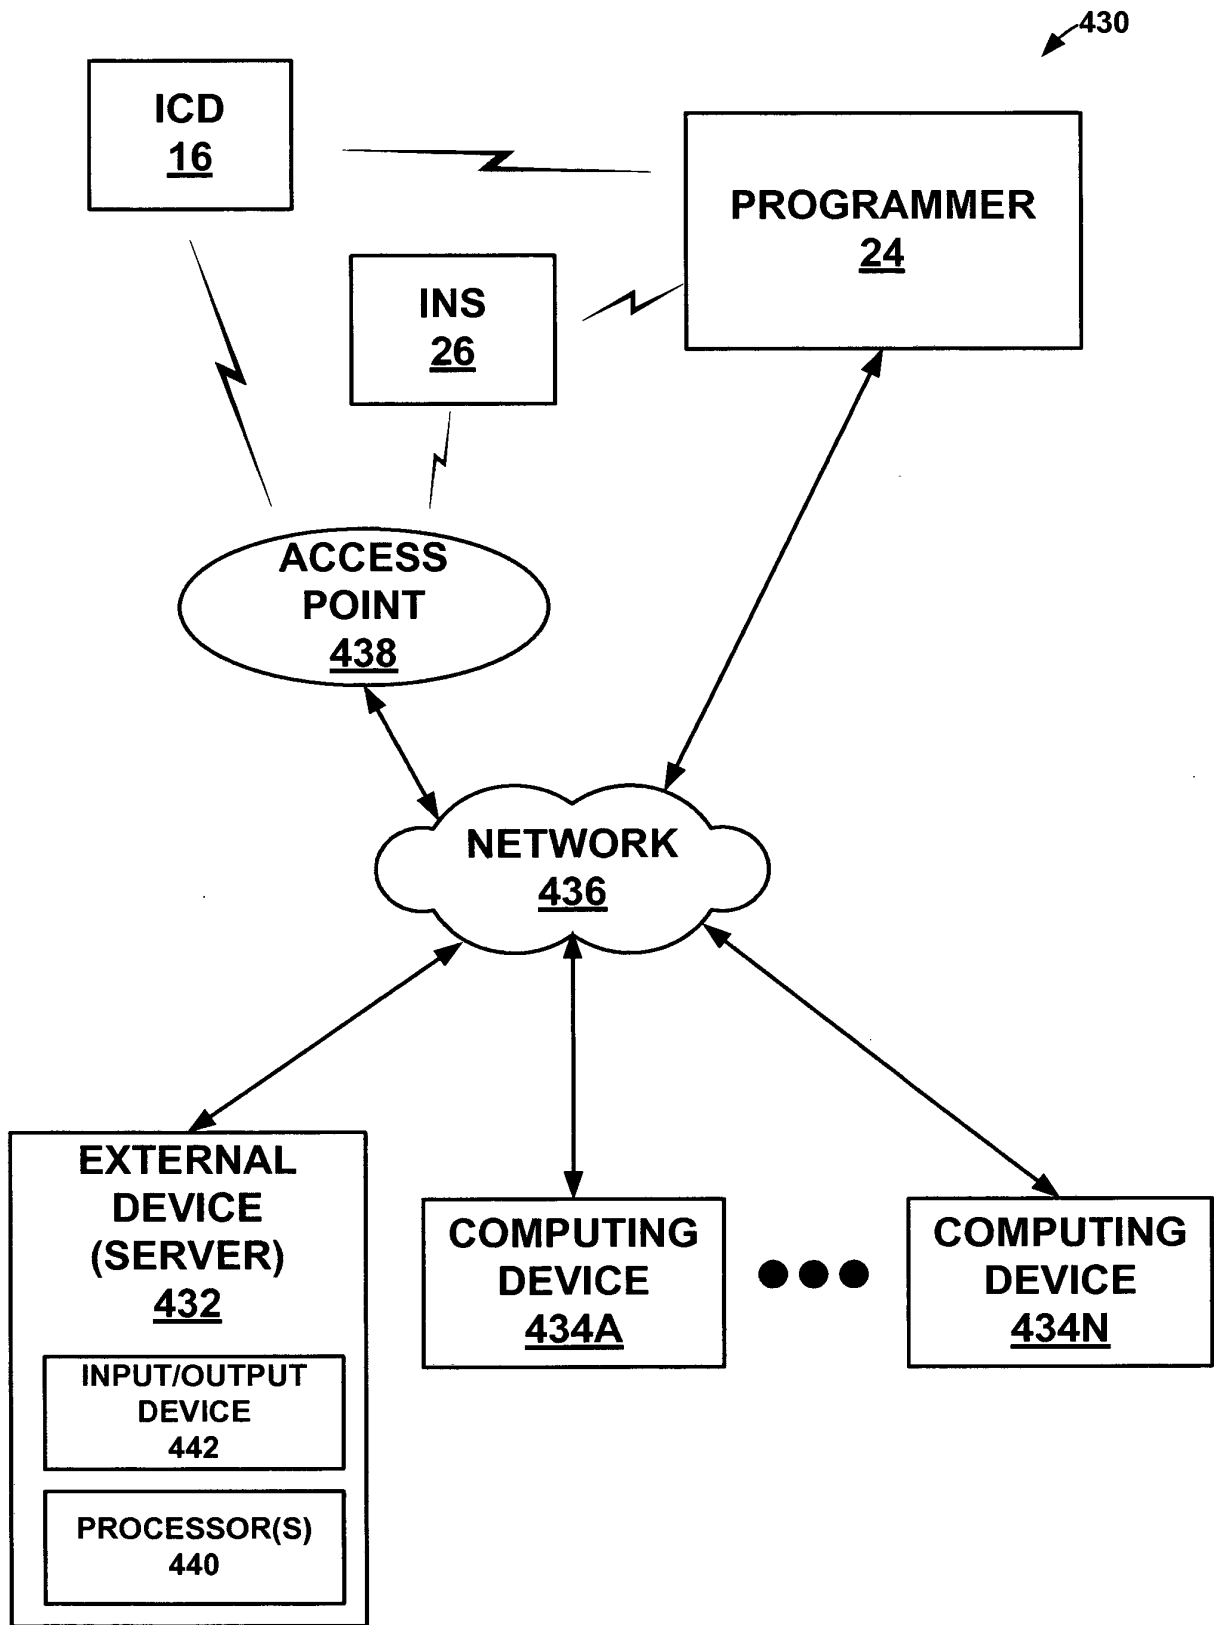 430
ICD
16
PROGRAMMER
24
INS
26
ACCESS
POINT
438
NETWORK
436
EXTERNAL
DEVICE
(SERVER)
432
INPUT/OUTPUT
DEVICE
442
PROCESSOR(S)
440
COMPUTING
DEVICE
434A
COMPUTING
DEVICE
434N